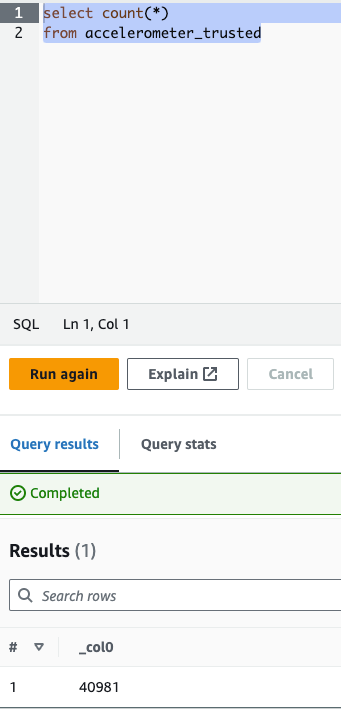 1 select count(*)
2 from accelerometer_trusted
SQL Ln 1, Col 1
Run again Explain Cancel
Query results Query stats
Completed
Results (1)
Search rows
# _col0
1 40981